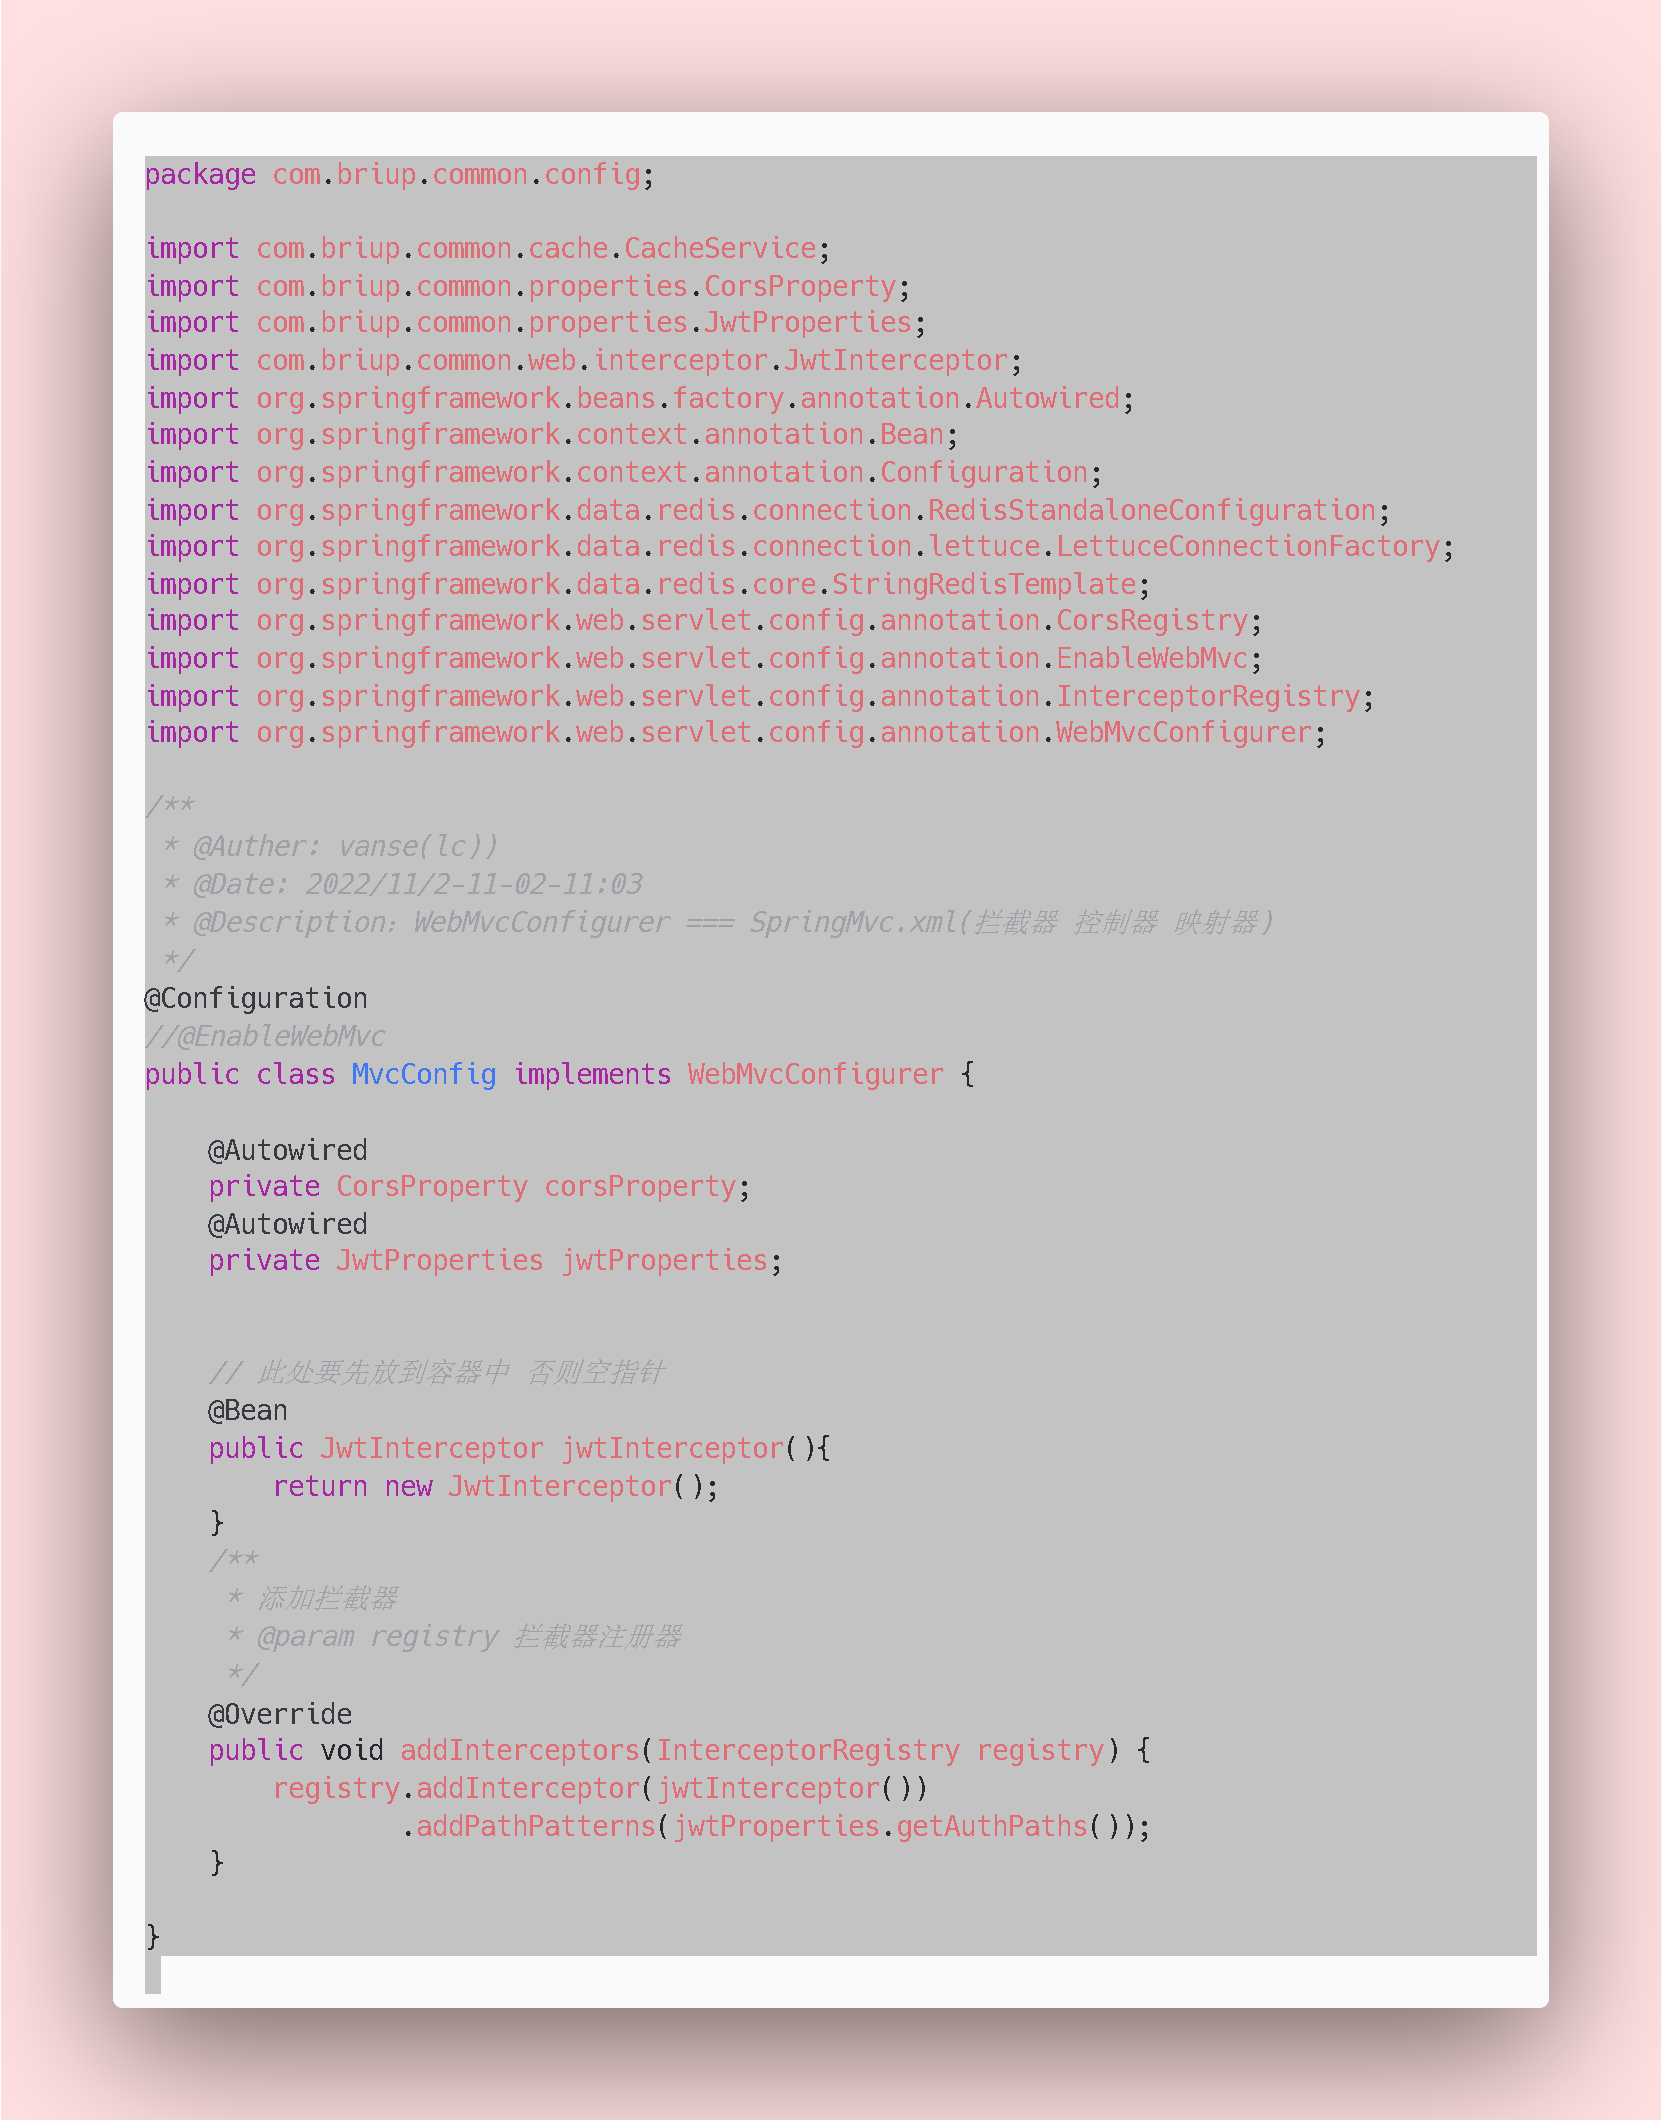 package com.briup.common.config;

import com.briup.common.cache.CacheService;
import com.briup.common.properties.CorsProperty;
import com.briup.common.properties.JwtProperties;
import com.briup.common.web.interceptor.JwtInterceptor;
import org.springframework.beans.factory.annotation.Autowired;
import org.springframework.context.annotation.Bean;
import org.springframework.context.annotation.Configuration;
import org.springframework.data.redis.connection.RedisStandaloneConfiguration;
import org.springframework.data.redis.connection.lettuce.LettuceConnectionFactory;
import org.springframework.data.redis.core.StringRedisTemplate;
import org.springframework.web.servlet.config.annotation.CorsRegistry;
import org.springframework.web.servlet.config.annotation.EnableWebMvc;
import org.springframework.web.servlet.config.annotation.InterceptorRegistry;
import org.springframework.web.servlet.config.annotation.WebMvcConfigurer;

/**
 * @Auther: vanse(lc))
 * @Date: 2022/11/2-11-02-11:03
 * @Description：WebMvcConfigurer === SpringMvc.xml(拦截器 控制器 映射器)
 */
@Configuration
//@EnableWebMvc
public class MvcConfig implements WebMvcConfigurer {

    @Autowired
    private CorsProperty corsProperty;
    @Autowired
    private JwtProperties jwtProperties;


    // 此处要先放到容器中 否则空指针
    @Bean
    public JwtInterceptor jwtInterceptor(){
        return new JwtInterceptor();
    }
    /**
     * 添加拦截器
     * @param registry 拦截器注册器
     */
    @Override
    public void addInterceptors(InterceptorRegistry registry) {
        registry.addInterceptor(jwtInterceptor())
                .addPathPatterns(jwtProperties.getAuthPaths());
    }

}